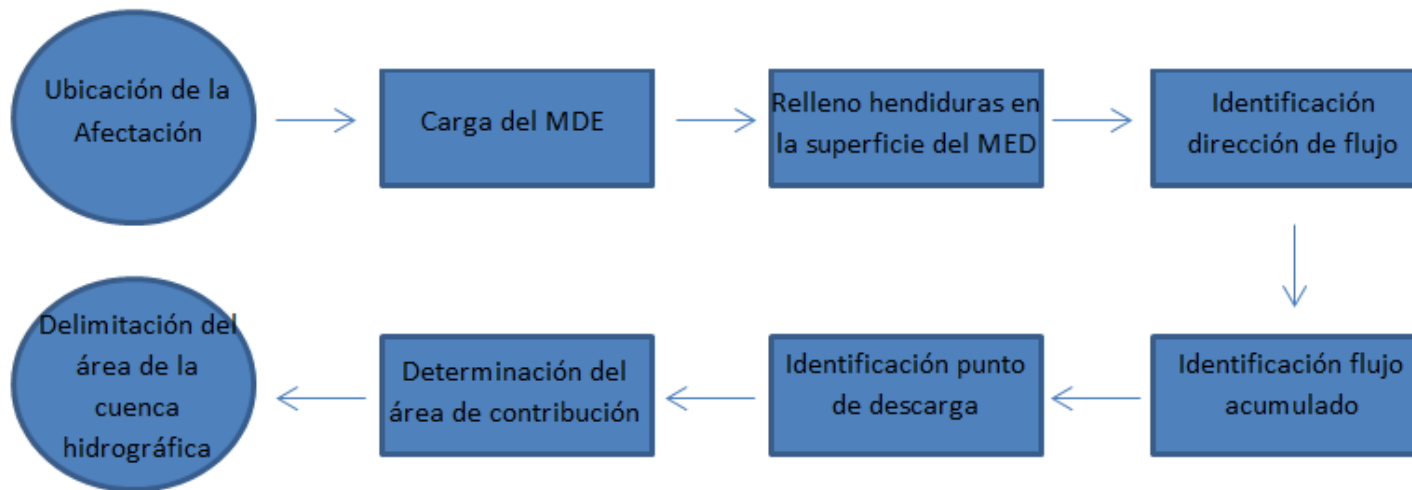 Ubicación de la
Afectación
Carga del MDE
Relleno hendiduras en
la superficie del MED
Identificación
dirección de flujo
Identificación flujo
acumulado
Identificación punto
de descarga
Determinación del
área de contribución
Delimitación del
área de la
cuenca
hidrográfica